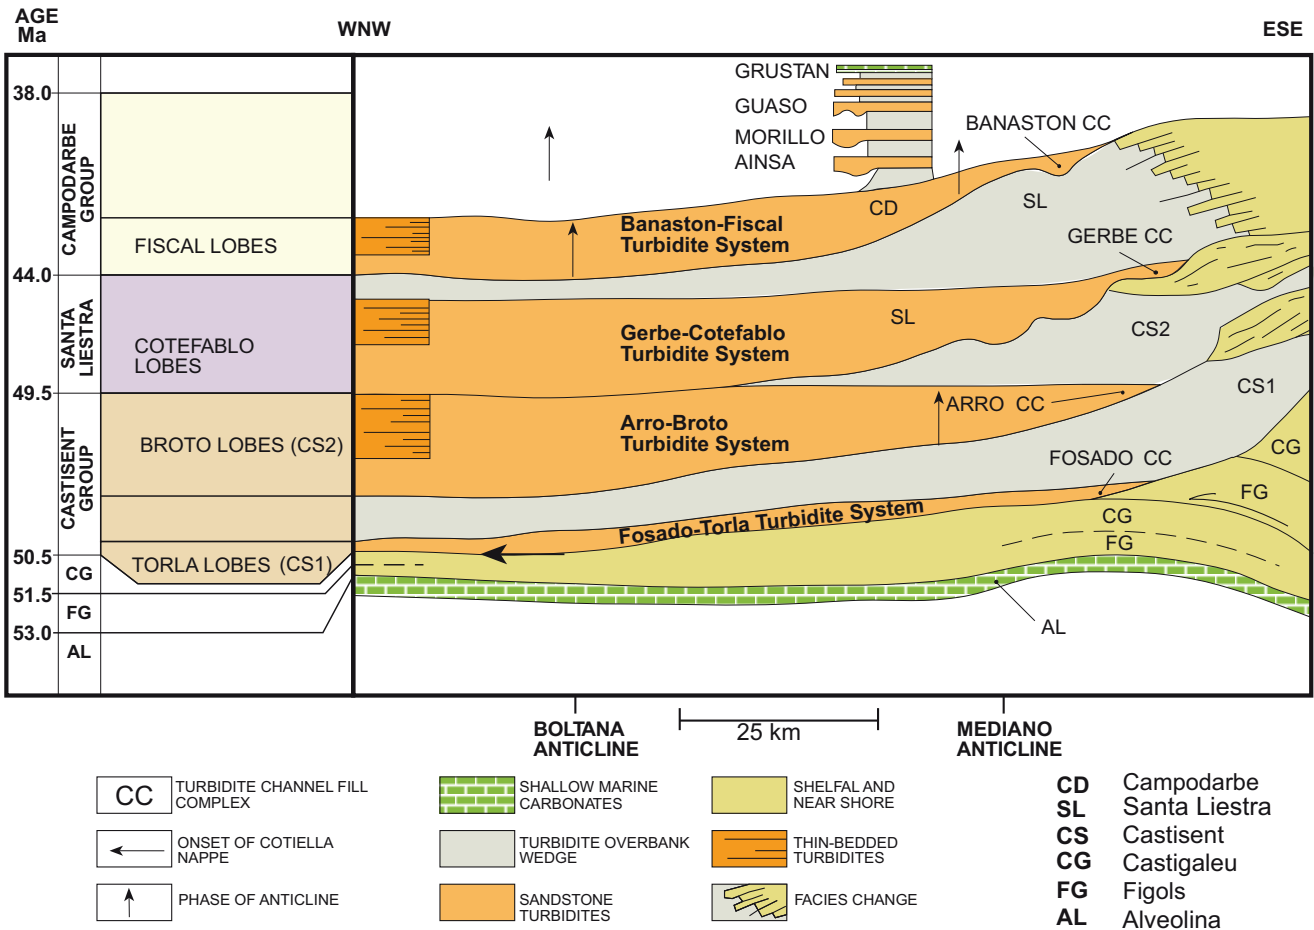 AGE
Ma
WNW
ESE
38.0
44.0
49.5
50.5
51.5
53.0
CAMPODARBE
GROUP
SANTA
LIESTRA
CASTISENT
GROUP
CG
FG
AL
FISCAL LOBES
COTEFABLO
LOBES
BROTO LOBES (CS2)
TORLA LOBES (CS1)
GRUSTAN
GUASO
MORILLO
AINSA
BANASTON CC
CD
SL
Banaston-Fiscal
Turbidite System
GERBE CC
SL
CS2
Gerbe-Cotefablo
Turbidite System
CS1
ARRO CC
Arro-Broto
Turbidite System
CG
FOSADO CC
FG
Fosado-Torla Turbidite System
CG
FG
AL
BOLTANA
ANTICLINE
25 km
MEDIANO
ANTICLINE
CC
TURBIDITE CHANNEL FILL
COMPLEX
ONSET OF COTIELLA
NAPPE
PHASE OF ANTICLINE
SHALLOW MARINE
CARBONATES
TURBIDITE OVERBANK
WEDGE
SANDSTONE
TURBIDITES
SHELFAL AND
NEAR SHORE
THIN-BEDDED
TURBIDITES
FACIES CHANGE
CD Campodarbe
SL Santa Liestra
CS Castisent
CG Castigaleu
FG Figols
AL Alveolina